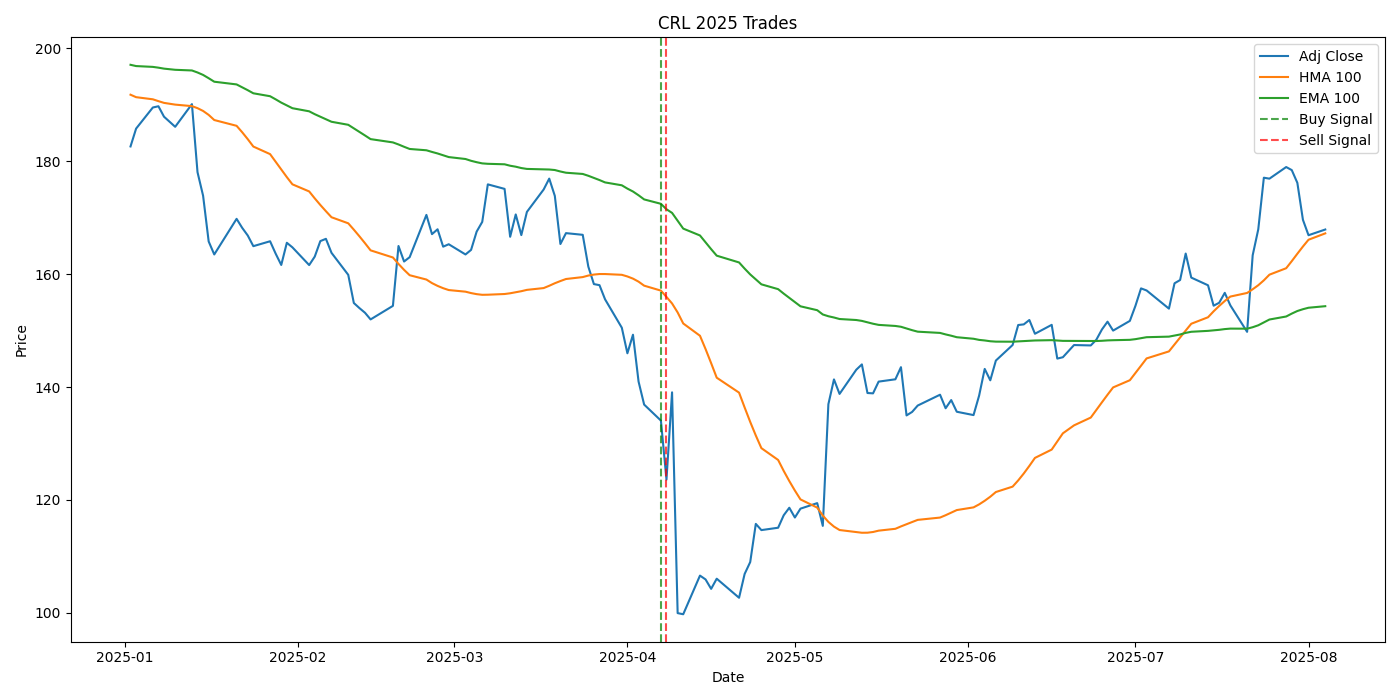 CRL 2025 Trades
200
180
160
140
120
100
Price
Adj Close
HMA 100
EMA 100
Buy Signal
Sell Signal
2025-01
2025-02
2025-03
2025-04
2025-05
2025-06
2025-07
2025-08
Date